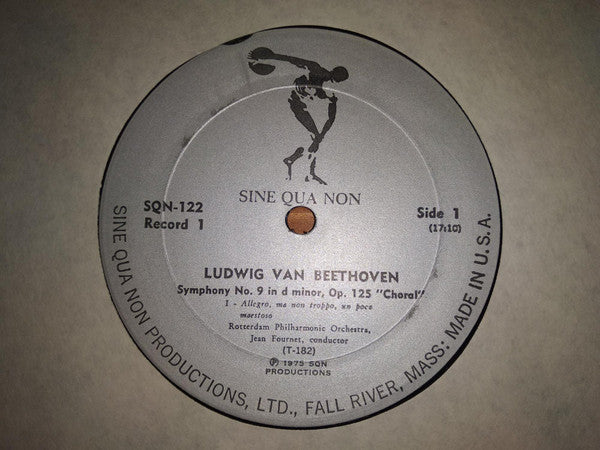 SINE QUA NON
SQN-122
Record 1
Side 1
(17:10)
LUDWIG VAN BEETHOVEN
Symphony No. 9 in d minor, Op. 125 "Choral"
I - Allegro, ma non troppo, un poco
maestoso
Rotterdam Philharmonic Orchestra,
Jean Fournet, conductor
(T-182)
℗ 1975 SQN
PRODUCTIONS
SINE QUA NON PRODUCTIONS, LTD., FALL RIVER, MASS: MADE IN U.S.A.